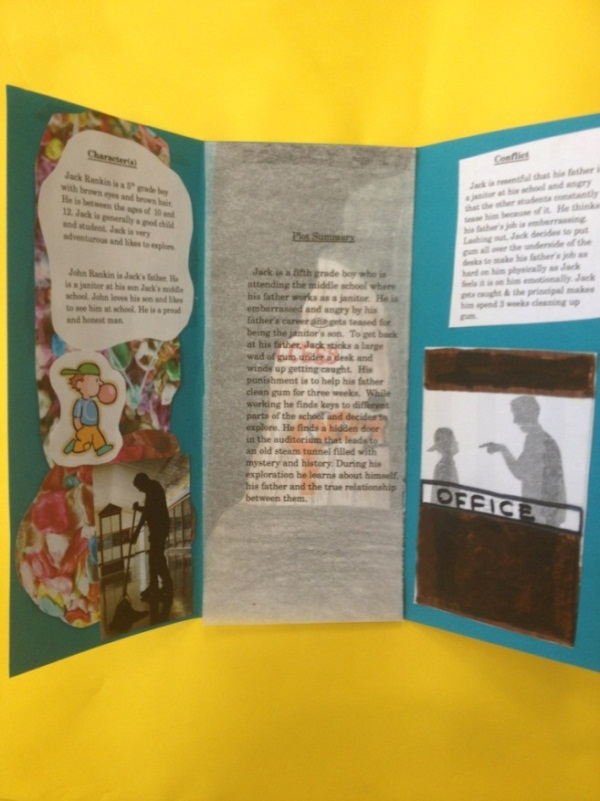 Character(s)
Jack Rankin is a 5th grade boy
with brown eyes and brown hair.
He is between the ages of 10 and
12. Jack is generally a good child
and student. Jack is very
adventurous and likes to explore.
John Rankin is Jack's father. He
is a janitor at his son Jack's middle
school. John loves his son and likes
to see him at school. He is a proud
and honest man.
Plot Summary
Jack is a fifth grade boy who is
attending the middle school where
his father works as a janitor. He is
embarrassed and angry by his
father's career and gets teased for
being the janitor's son. To get back
at his father, Jack sticks a large
wad of gum under a desk and
winds up getting caught. His
punishment is to help his father
clean gum for three weeks. While
working he finds keys to different
parts of the school and decides to
explore. He finds a hidden door
in the auditorium that leads to
an old steam tunnel filled with
mystery and history. During his
exploration he learns about himself,
his father and the true relationship
between them.
Conflict
Jack is resentful that his father i
a janitor at his school and angry
that the other students constantly
tease him because of it. He thinks
his father's job is embarrassing.
Lashing out, Jack decides to put
gum all over the underside of the
desks to make his father's job as
hard on him physically as Jack
feels it is on him emotionally. Jack
gets caught & the principal makes
him spend 3 weeks cleaning up
gum.
OFFICE